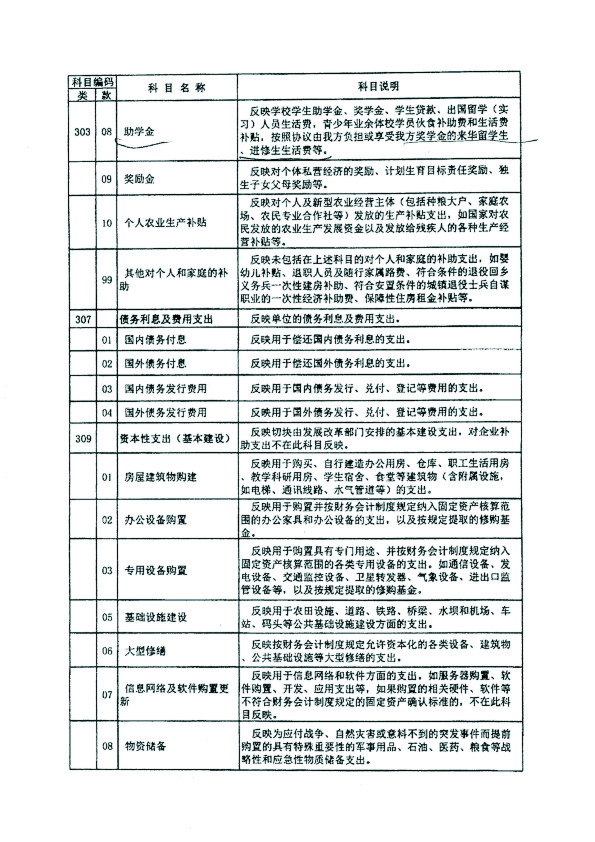 科目编码
科 目 名 称
科目说明
类
款
303
08
助学金
反映学校学生助学金、奖学金、学生贷款、出国留学（实
习）人员生活费，青少年业余体校学员伙食补助费和生活费
补贴，按照协议由我方负担或享受我方奖学金的来华留学生
、进修生生活费等。
09
奖励金
反映对个体私营经济的奖励、计划生育目标责任奖励、独
生子女父母奖励等。
10
个人农业生产补贴
反映对个人及新型农业经营主体（包括种粮大户、家庭农
场、农民专业合作社等）发放的生产补贴支出，如国家对农
民发放的农业生产发展资金以及发放给残疾人的各种生产经
营补贴等。
99
其他对个人和家庭的补
助
反映未包括在上述科目的对个人和家庭的补助支出，如婴
幼儿补贴、退职人员及随行家属路费、符合条件的退役回乡
义务兵一次性建房补助、符合安置条件的城镇退役士兵自谋
职业的一次性经济补助费、保障性住房租金补贴等。
307
债务利息及费用支出
反映单位的债务利息及费用支出。
01
国内债务付息
反映用于偿还国内债务利息的支出。
02
国外债务付息
反映用于偿还国外债务利息的支出。
03
国内债务发行费用
反映用于国内债务发行、兑付、登记等费用的支出。
04
国外债务发行费用
反映用于国外债务发行、兑付、登记等费用的支出。
309
资本性支出（基本建设）
反映切块由发展改革部门安排的基本建设支出，对企业补
助支出不在此科目反映。
01
房屋建筑物购建
反映用于购买、自行建造办公用房、仓库、职工生活用房
、教学科研用房、学生宿舍、食堂等建筑物（含附属设施，
如电梯、通讯线路、水气管道等）的支出。
02
办公设备购置
反映用于购置并按财务会计制度规定纳入固定资产核算范
围的办公家具和办公设备的支出，以及按规定提取的修购基
金。
03
专用设备购置
反映用于购置具有专门用途、并按财务会计制度规定纳入
固定资产核算范围的各类专用设备的支出。如通信设备、发
电设备、交通监控设备、卫星转发器、气象设备、进出口监
管设备等，以及按规定提取的修购基金。
05
基础设施建设
反映用于农田设施、道路、铁路、桥梁、水坝和机场、车
站、码头等公共基础设施建设方面的支出。
06
大型修缮
反映按财务会计制度规定允许资本化的各类设备、建筑物
、公共基础设施等大型修缮的支出。
07
信息网络及软件购置更
新
反映用于信息网络和软件方面的支出，如服务器购置、软
件购置、开发、应用支出等，如果购置的相关硬件、软件等
不符合财务会计制度规定的固定资产确认标准的，不在此科
目反映。
08
物资储备
反映为应付战争、自然灾害或意料不到的突发事件而提前
购置的具有特殊重要性的军事用品、石油、医药、粮食等战
略性和应急性物质储备支出。